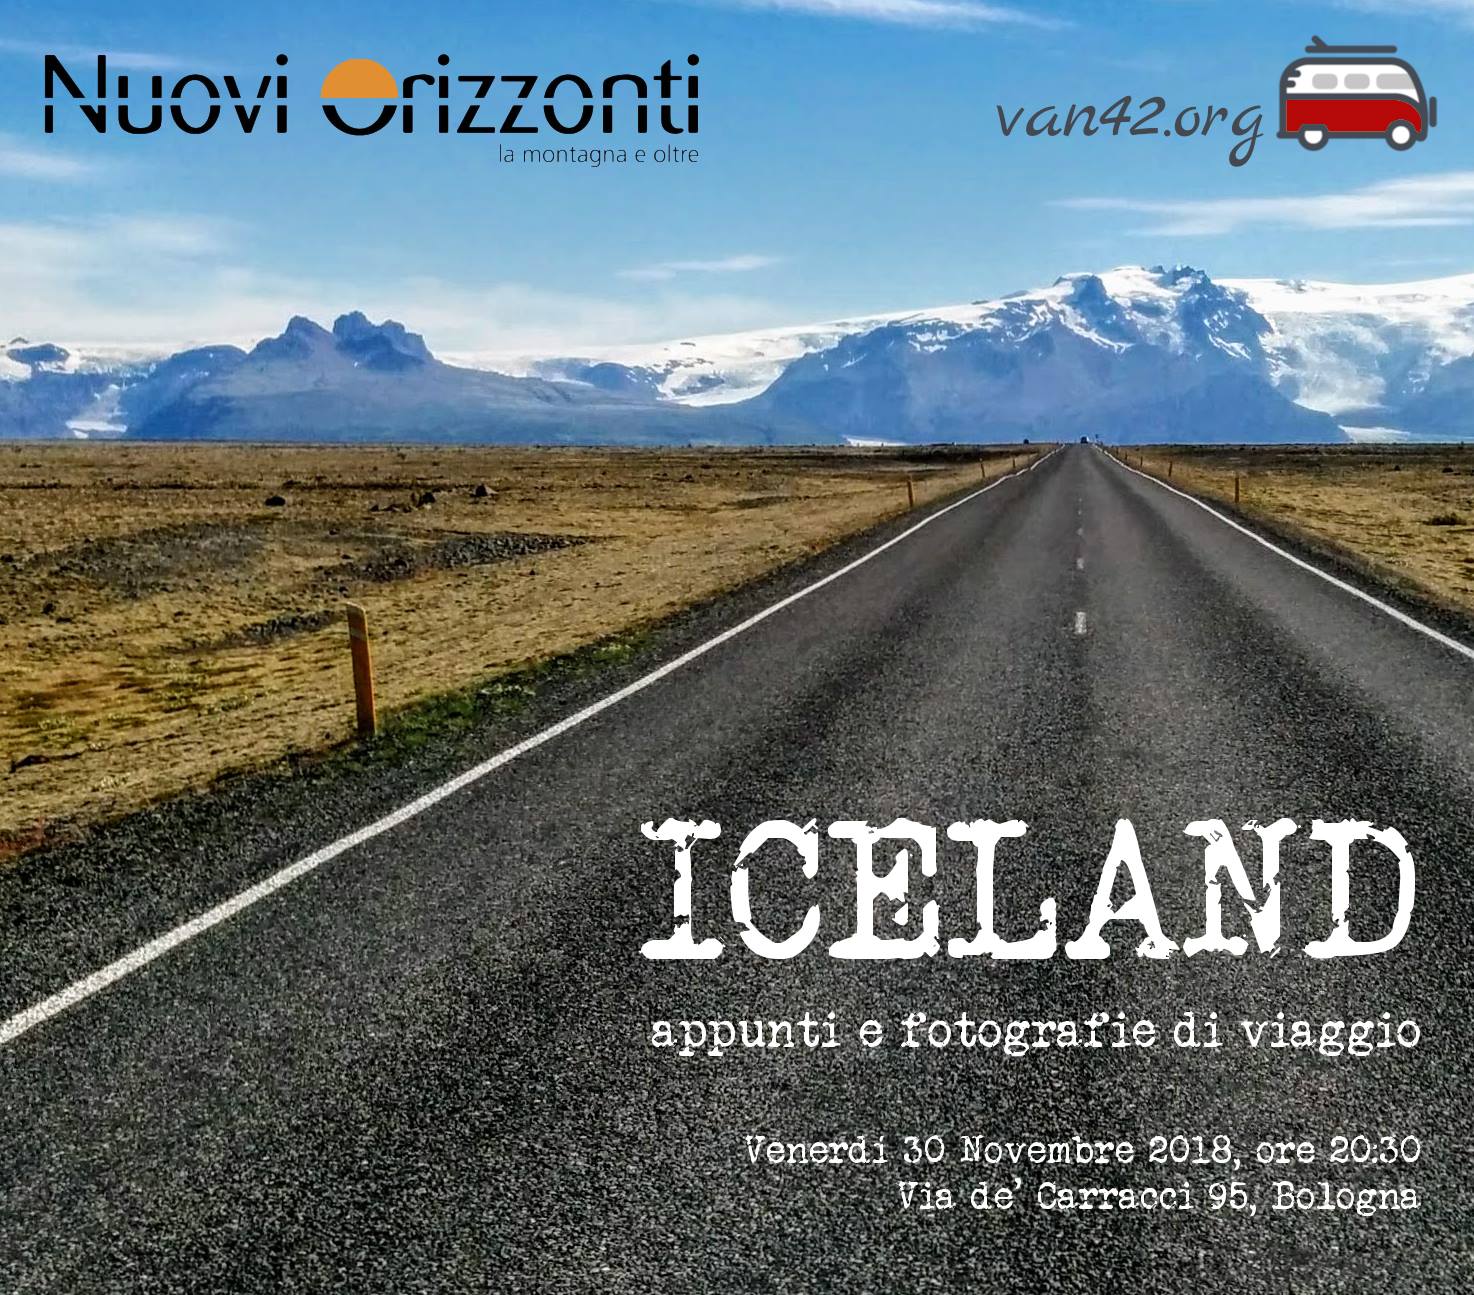 Nuovi Orizzonti
la montagna e oltre
van42.org
ICELAND
appunti e fotografie di viaggio
Venerdí 30 Novembre 2018, ore 20:30
Via de' Carracci 95, Bologna